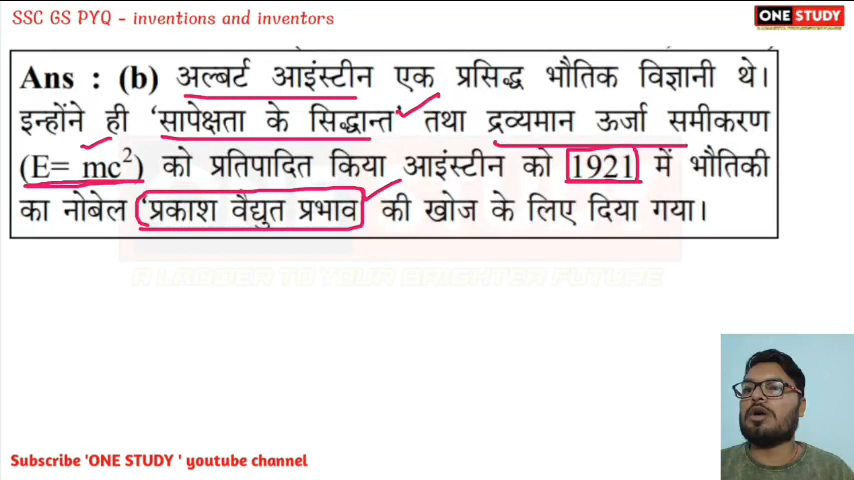 SSC GS PYQ - inventions and inventors
ONE STUDY
Ans : (b) अल्बर्ट आइंस्टीन एक प्रसिद्ध भौतिक विज्ञानी थे।
इन्होंने ही ‘सापेक्षता के सिद्धान्त’ तथा द्रव्यमान ऊर्जा समीकरण
(E= mc²) को प्रतिपादित किया आइंस्टीन को 1921 में भौतिकी
का नोबेल ‘प्रकाश वैद्युत प्रभाव’ की खोज के लिए दिया गया।
A LADDER TO YOUR BRIGHTER FUTURE
Subscribe 'ONE STUDY ' youtube channel